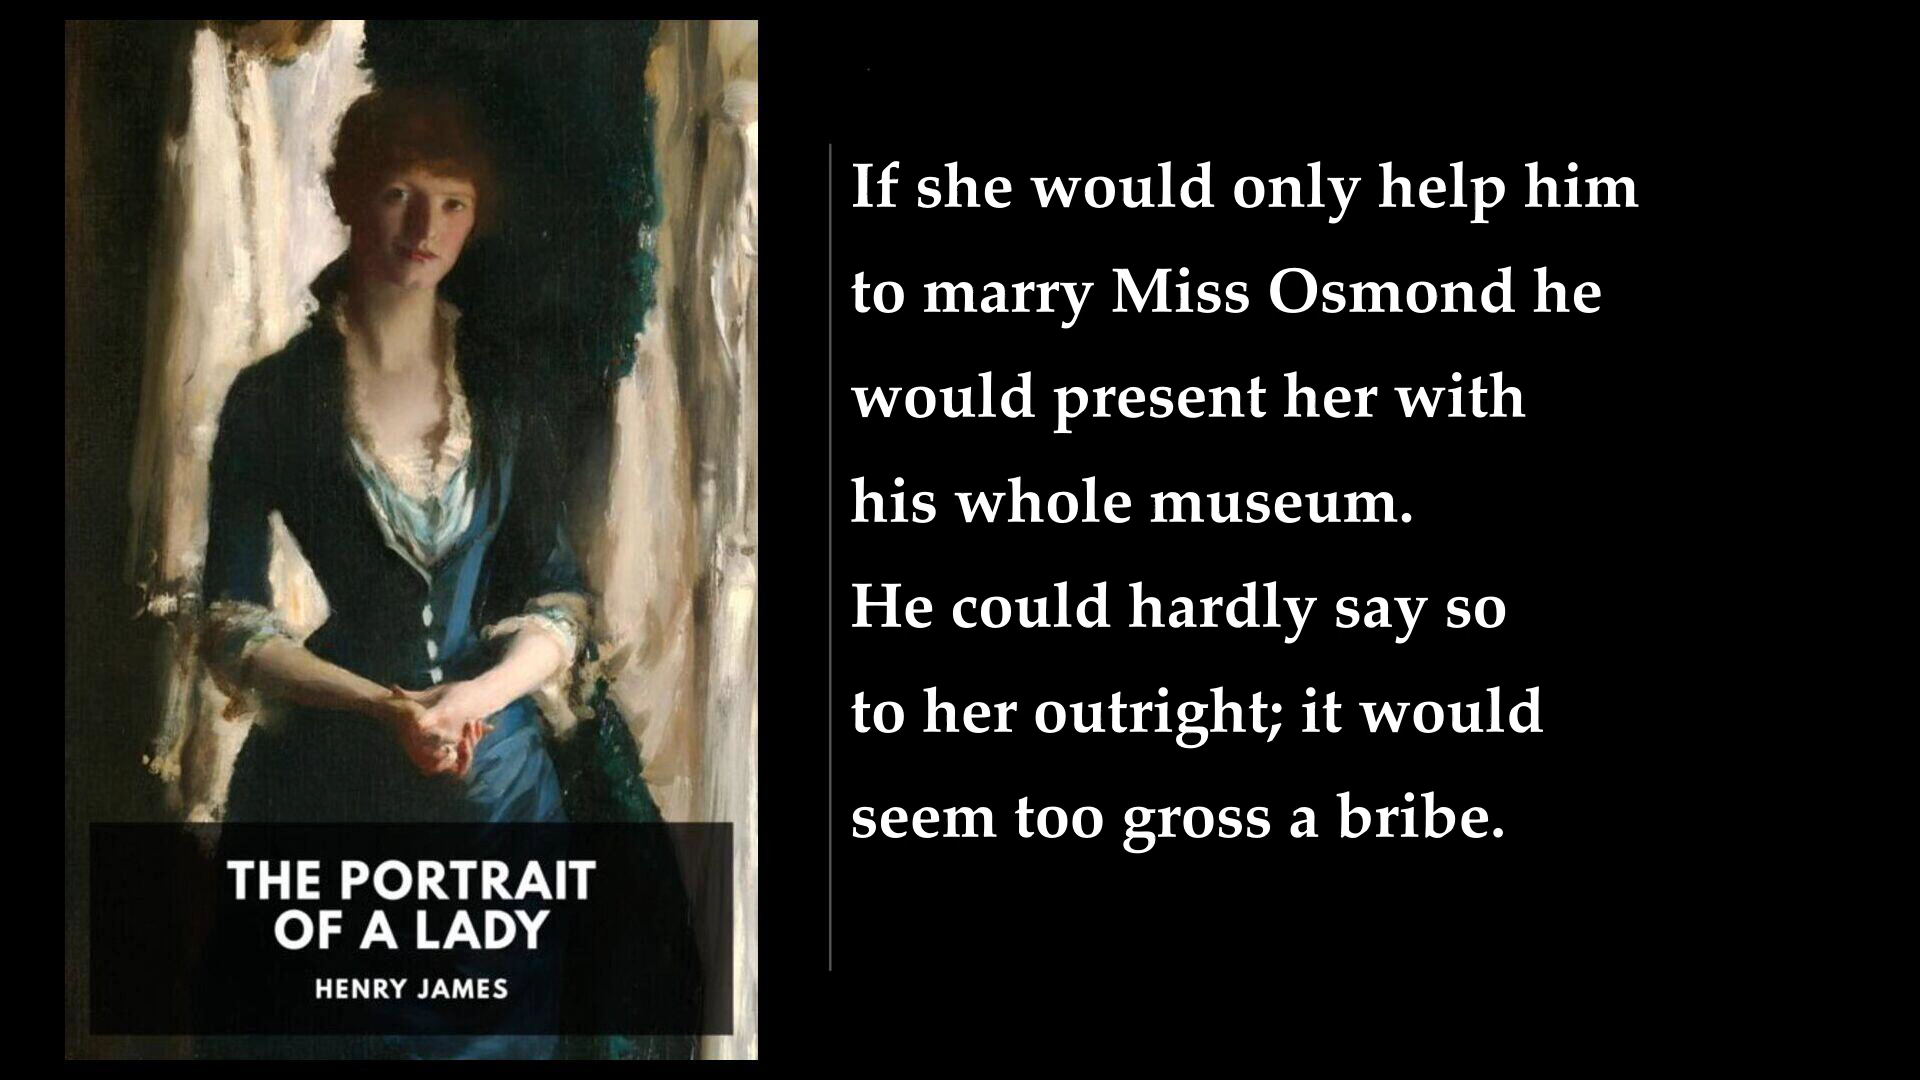 THE PORTRAIT
OF A LADY
HENRY JAMES
If she would only help him
to marry Miss Osmond he
would present her with
his whole museum.
He could hardly say so
to her outright; it would
seem too gross a bribe.